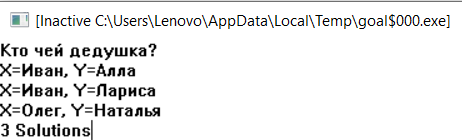 [Inactive C:\Users\Lenovo\AppData\Local\Temp\goal$000.exe]
Кто чей дедушка?
X=Иван, Y=Алла
X=Иван, Y=Лариса
X=Олег, Y=Наталья
3 Solutions